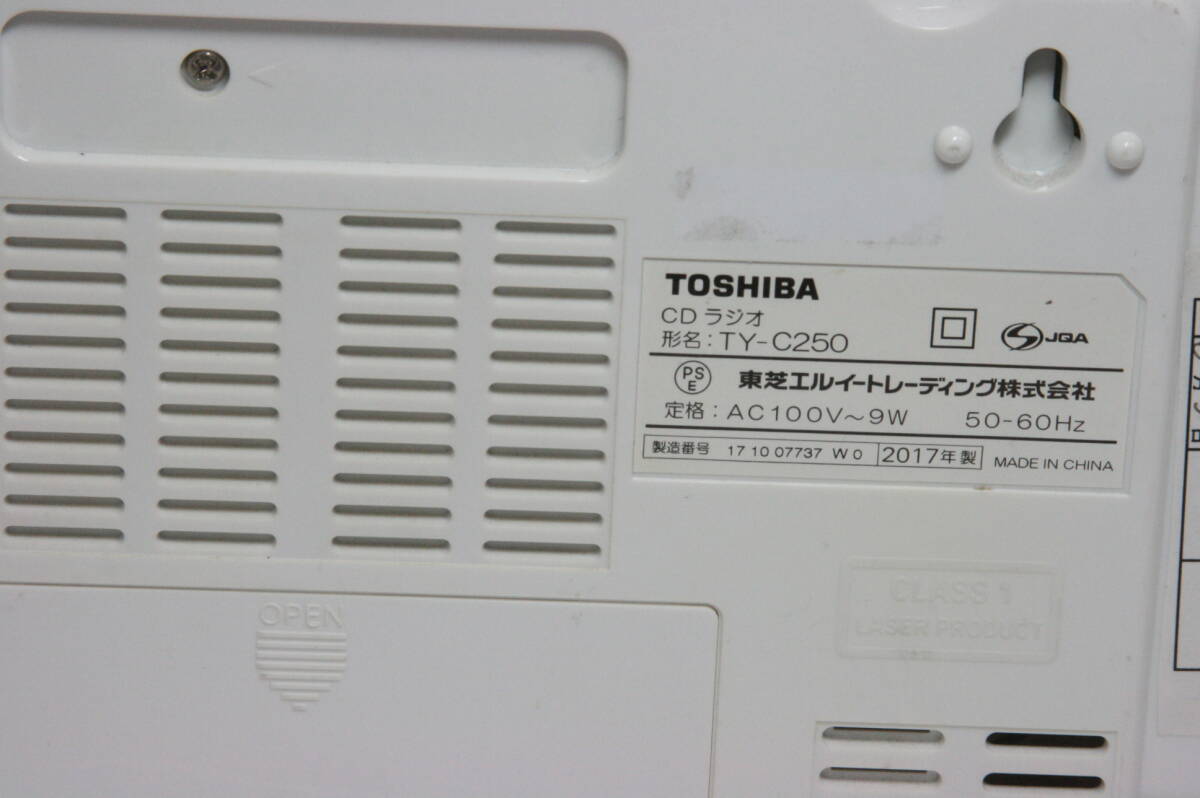 TOSHIBA
CD ラジオ
形名：TY-C250
JQA
PSE 東芝エルイートレーディング株式会社
定格：AC100V～9W 50-60Hz
製造番号 17 10 07737 W 0 2017年製 MADE IN CHINA
CLASS 1
LASER PRODUCT
OPEN